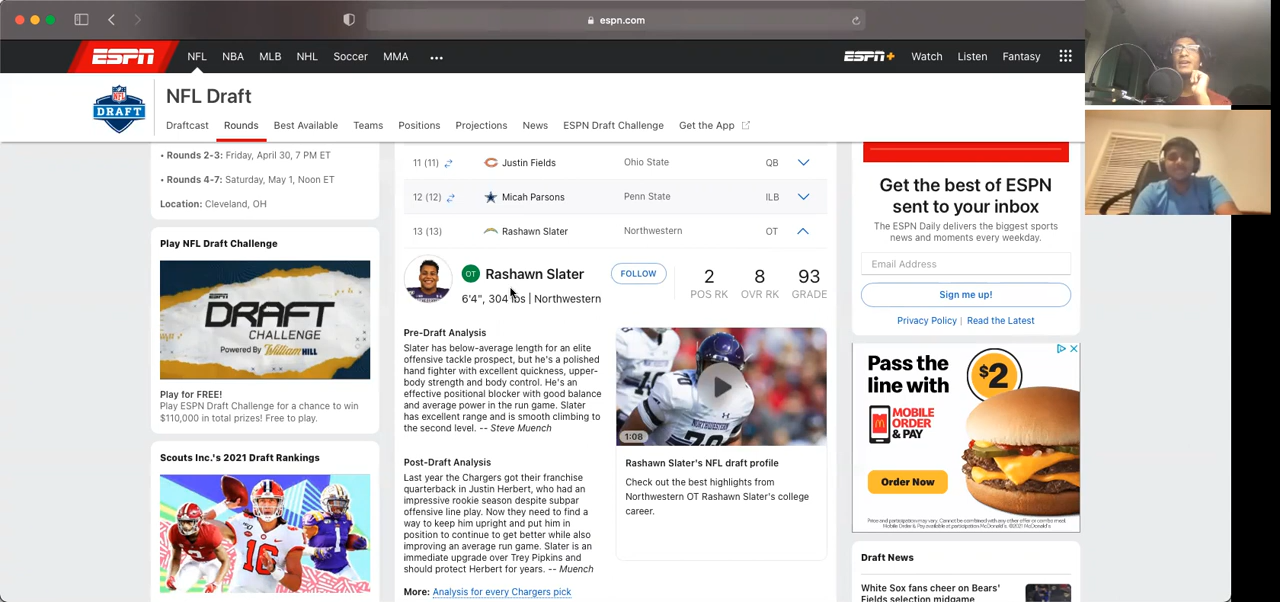 espn.com
ESPN NFL NBA MLB NHL Soccer MMA ••• ESPN+ Watch Listen Fantasy
NFL DRAFT
NFL Draft
Draftcast Rounds Best Available Teams Positions Projections News ESPN Draft Challenge Get the App
• Rounds 2-3: Friday, April 30, 7 PM ET
• Rounds 4-7: Saturday, May 1, Noon ET
Location: Cleveland, OH
Play NFL Draft Challenge
DRAFT
CHALLENGE
Powered By William HILL
Play for FREE!
Play ESPN Draft Challenge for a chance to win
$110,000 in total prizes! Free to play.
Scouts Inc.'s 2021 Draft Rankings
16
11 (11) Justin Fields Ohio State QB
12 (12) Micah Parsons Penn State ILB
13 (13) Rashawn Slater Northwestern OT
OT Rashawn Slater
6'4", 304 lbs | Northwestern
FOLLOW
2 8 93
POS RK OVR RK GRADE
Pre-Draft Analysis
Slater has below-average length for an elite
offensive tackle prospect, but he's a polished
hand fighter with excellent quickness, upper-
body strength and body control. He's an
effective positional blocker with good balance
and average power in the run game. Slater
has excellent range and is smooth climbing to
the second level. -- Steve Muench
Post-Draft Analysis
Last year the Chargers got their franchise
quarterback in Justin Herbert, who had an
impressive rookie season despite subpar
offensive line play. Now they need to find a
way to keep him upright and put him in
position to continue to get better while also
improving an average run game. Slater is an
immediate upgrade over Trey Pipkins and
should protect Herbert for years. -- Muench
More: Analysis for every Chargers pick
NORTHWESTERN
70
1:08
Rashawn Slater's NFL draft profile
Check out the best highlights from
Northwestern OT Rashawn Slater's college
career.
Get the best of ESPN
sent to your inbox
The ESPN Daily delivers the biggest sports
news and moments every weekday.
Email Address
Sign me up!
Privacy Policy | Read the Latest
Pass the
line with
$2
MOBILE
ORDER
& PAY
Order Now
Draft News
White Sox fans cheer on Bears'
Fields selection midgame